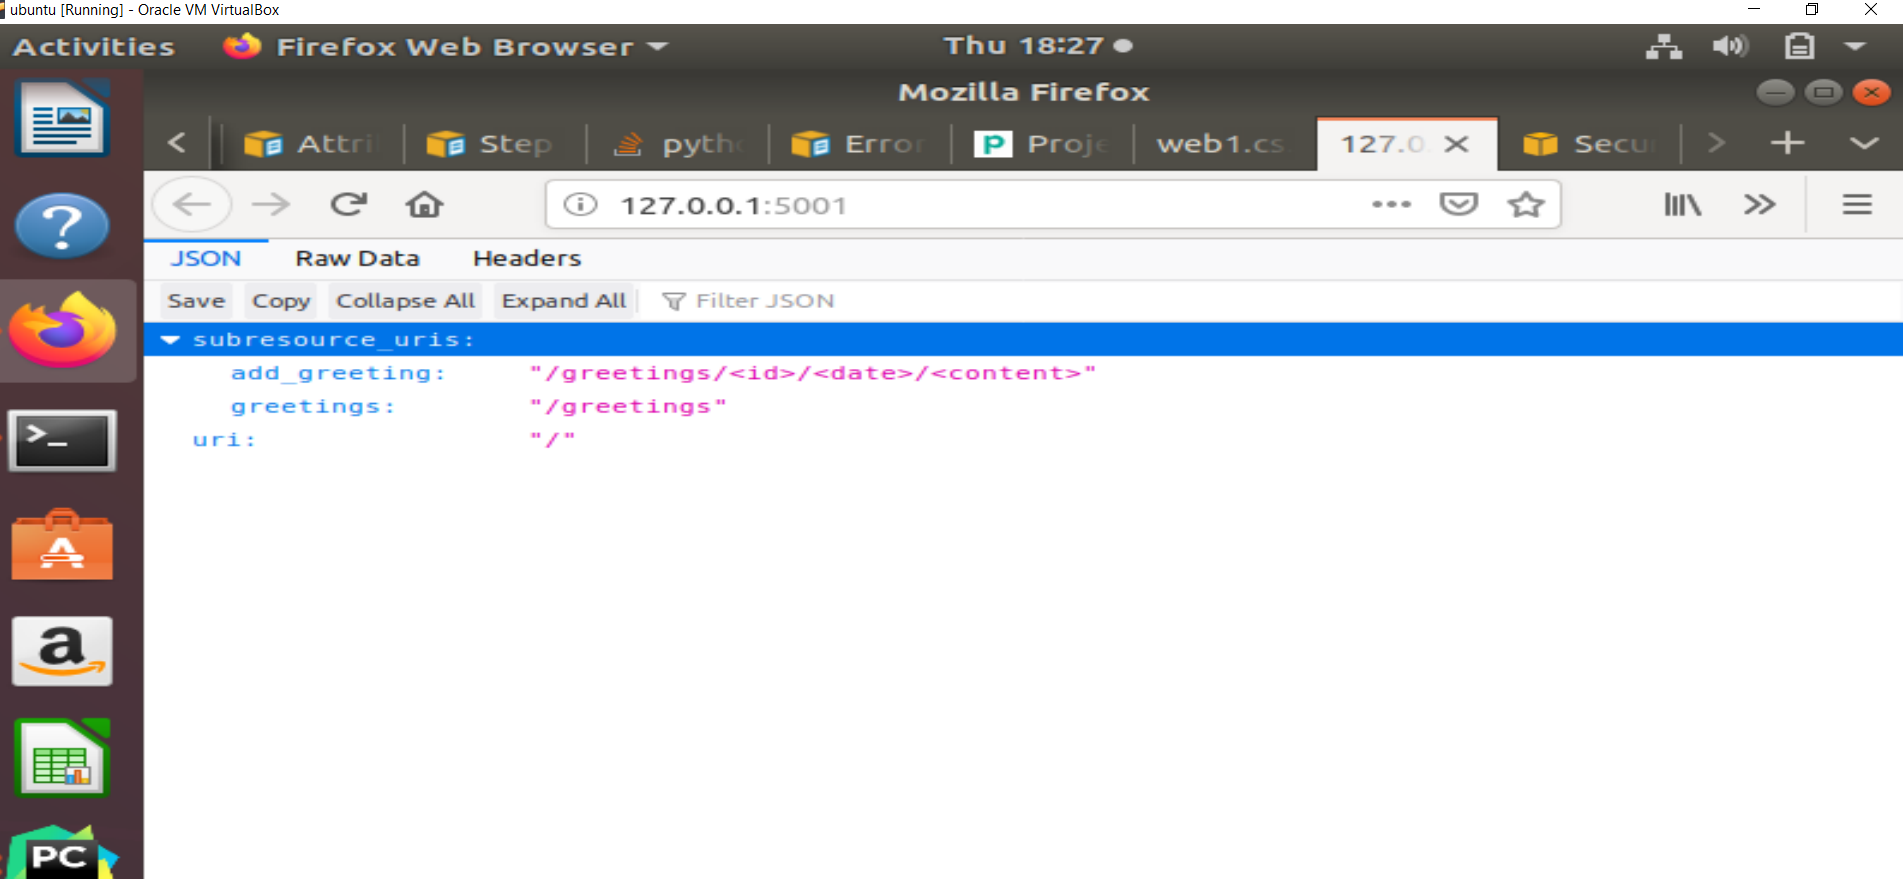 ubuntu [Running] - Oracle VM VirtualBox
Activities Firefox Web Browser Thu 18:27
Mozilla Firefox
Attri Step pyth Error Proje web1.cs 127.0. Secu
127.0.0.1:5001
JSON Raw Data Headers
Save Copy Collapse All Expand All Filter JSON
subresource_uris:
add_greeting: "/greetings/<id>/<date>/<content>"
greetings: "/greetings"
uri: "/"
PC